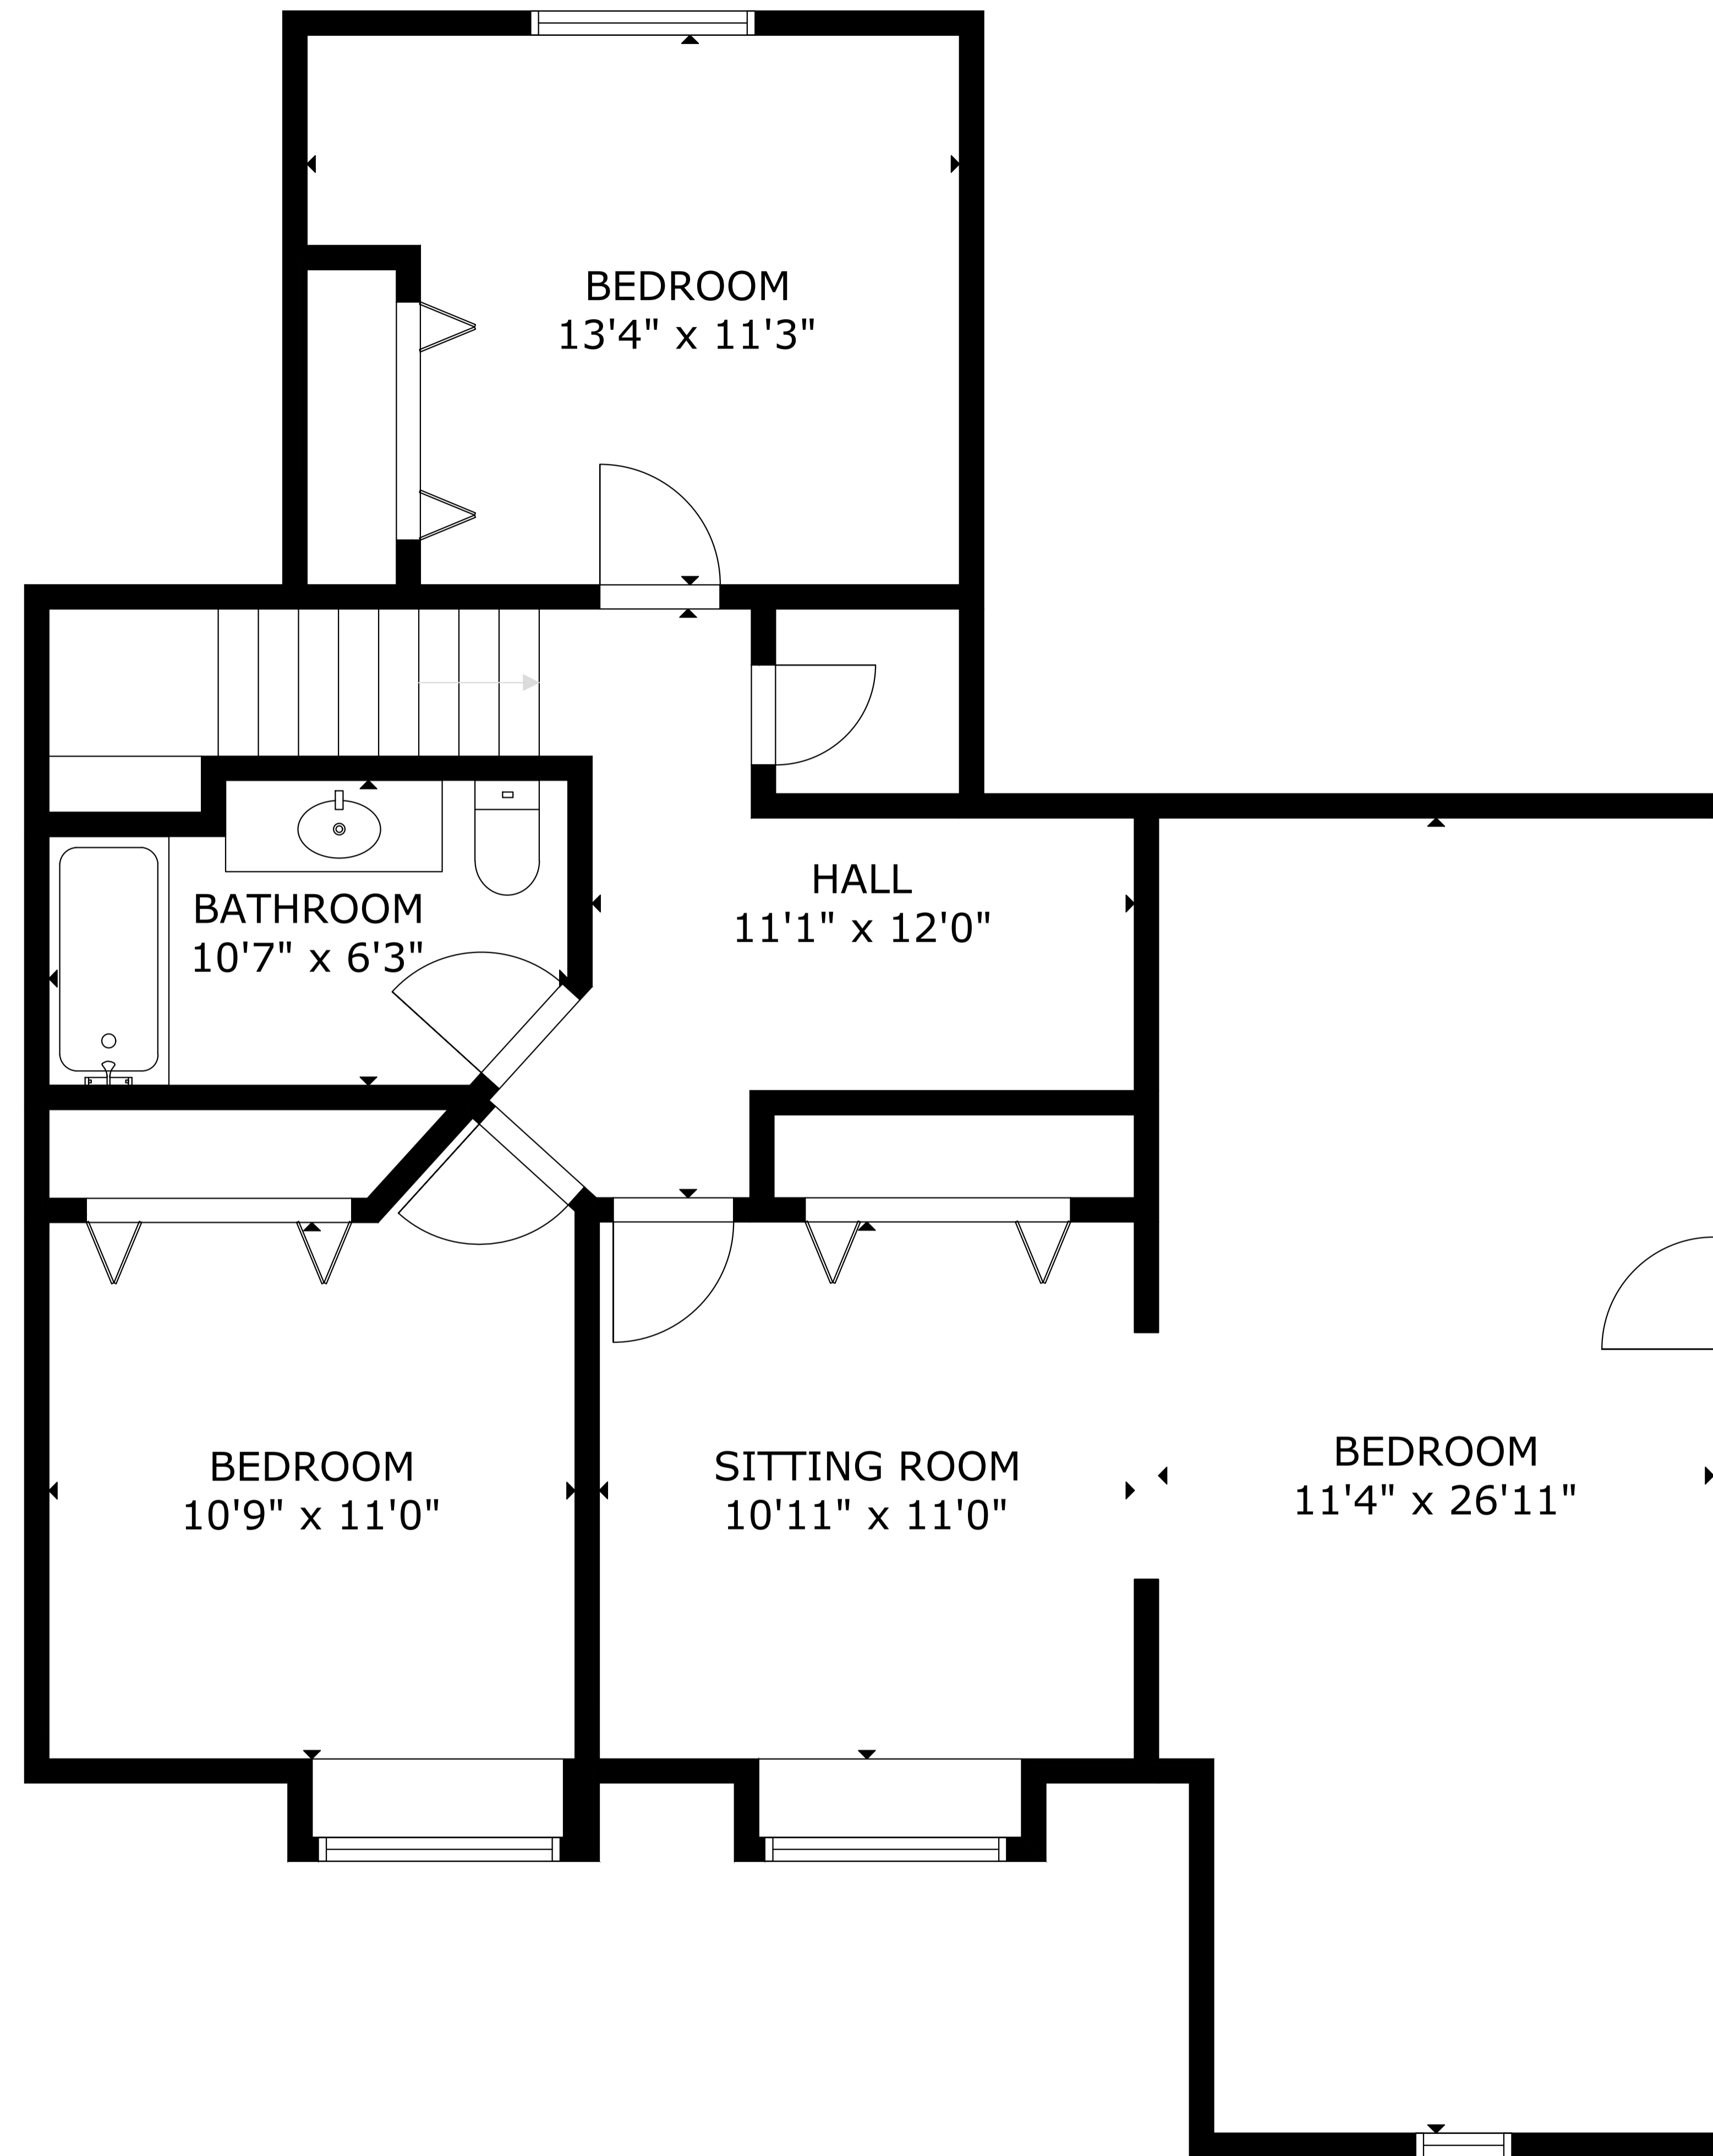 BEDROOM
13'4" x 11'3"
HALL
11'1" x 12'0"
BATHROOM
10'7" x 6'3"
BEDROOM
10'9" x 11'0"
SITTING ROOM
10'11" x 11'0"
BEDROOM
11'4" x 26'11"